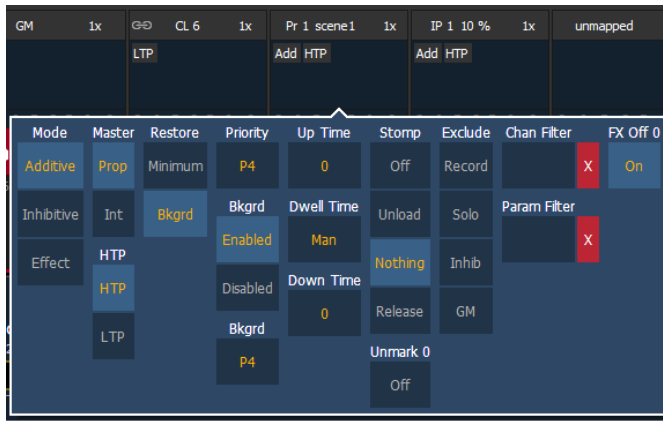 GM 1x CL 6 1x Pr 1 scene1 1x IP 1 10 % 1x unmapped
LTP Add HTP Add HTP
Mode Master Restore Priority Up Time Stomp Exclude Chan Filter FX Off 0
Additive Prop Minimum P4 0 Off Record X On
Bkgrd Dwell Time Param Filter
Inhibitive Int Bkgrd Enabled Man Unload Solo X
HTP Down Time
Effect HTP Disabled 0 Nothing Inhib
Bkgrd
LTP P4 Release GM
Unmark 0
Off